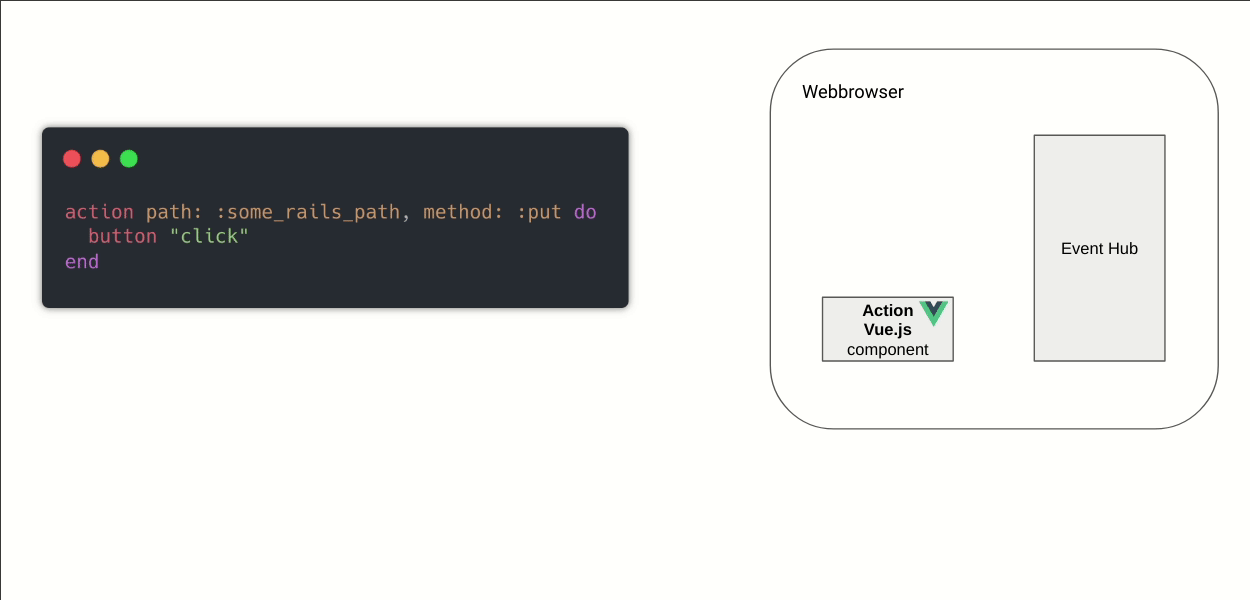 action path: :some_rails_path, method: :put do
  button "click"
end
Webbrowser
Event Hub
Action
Vue.js
component